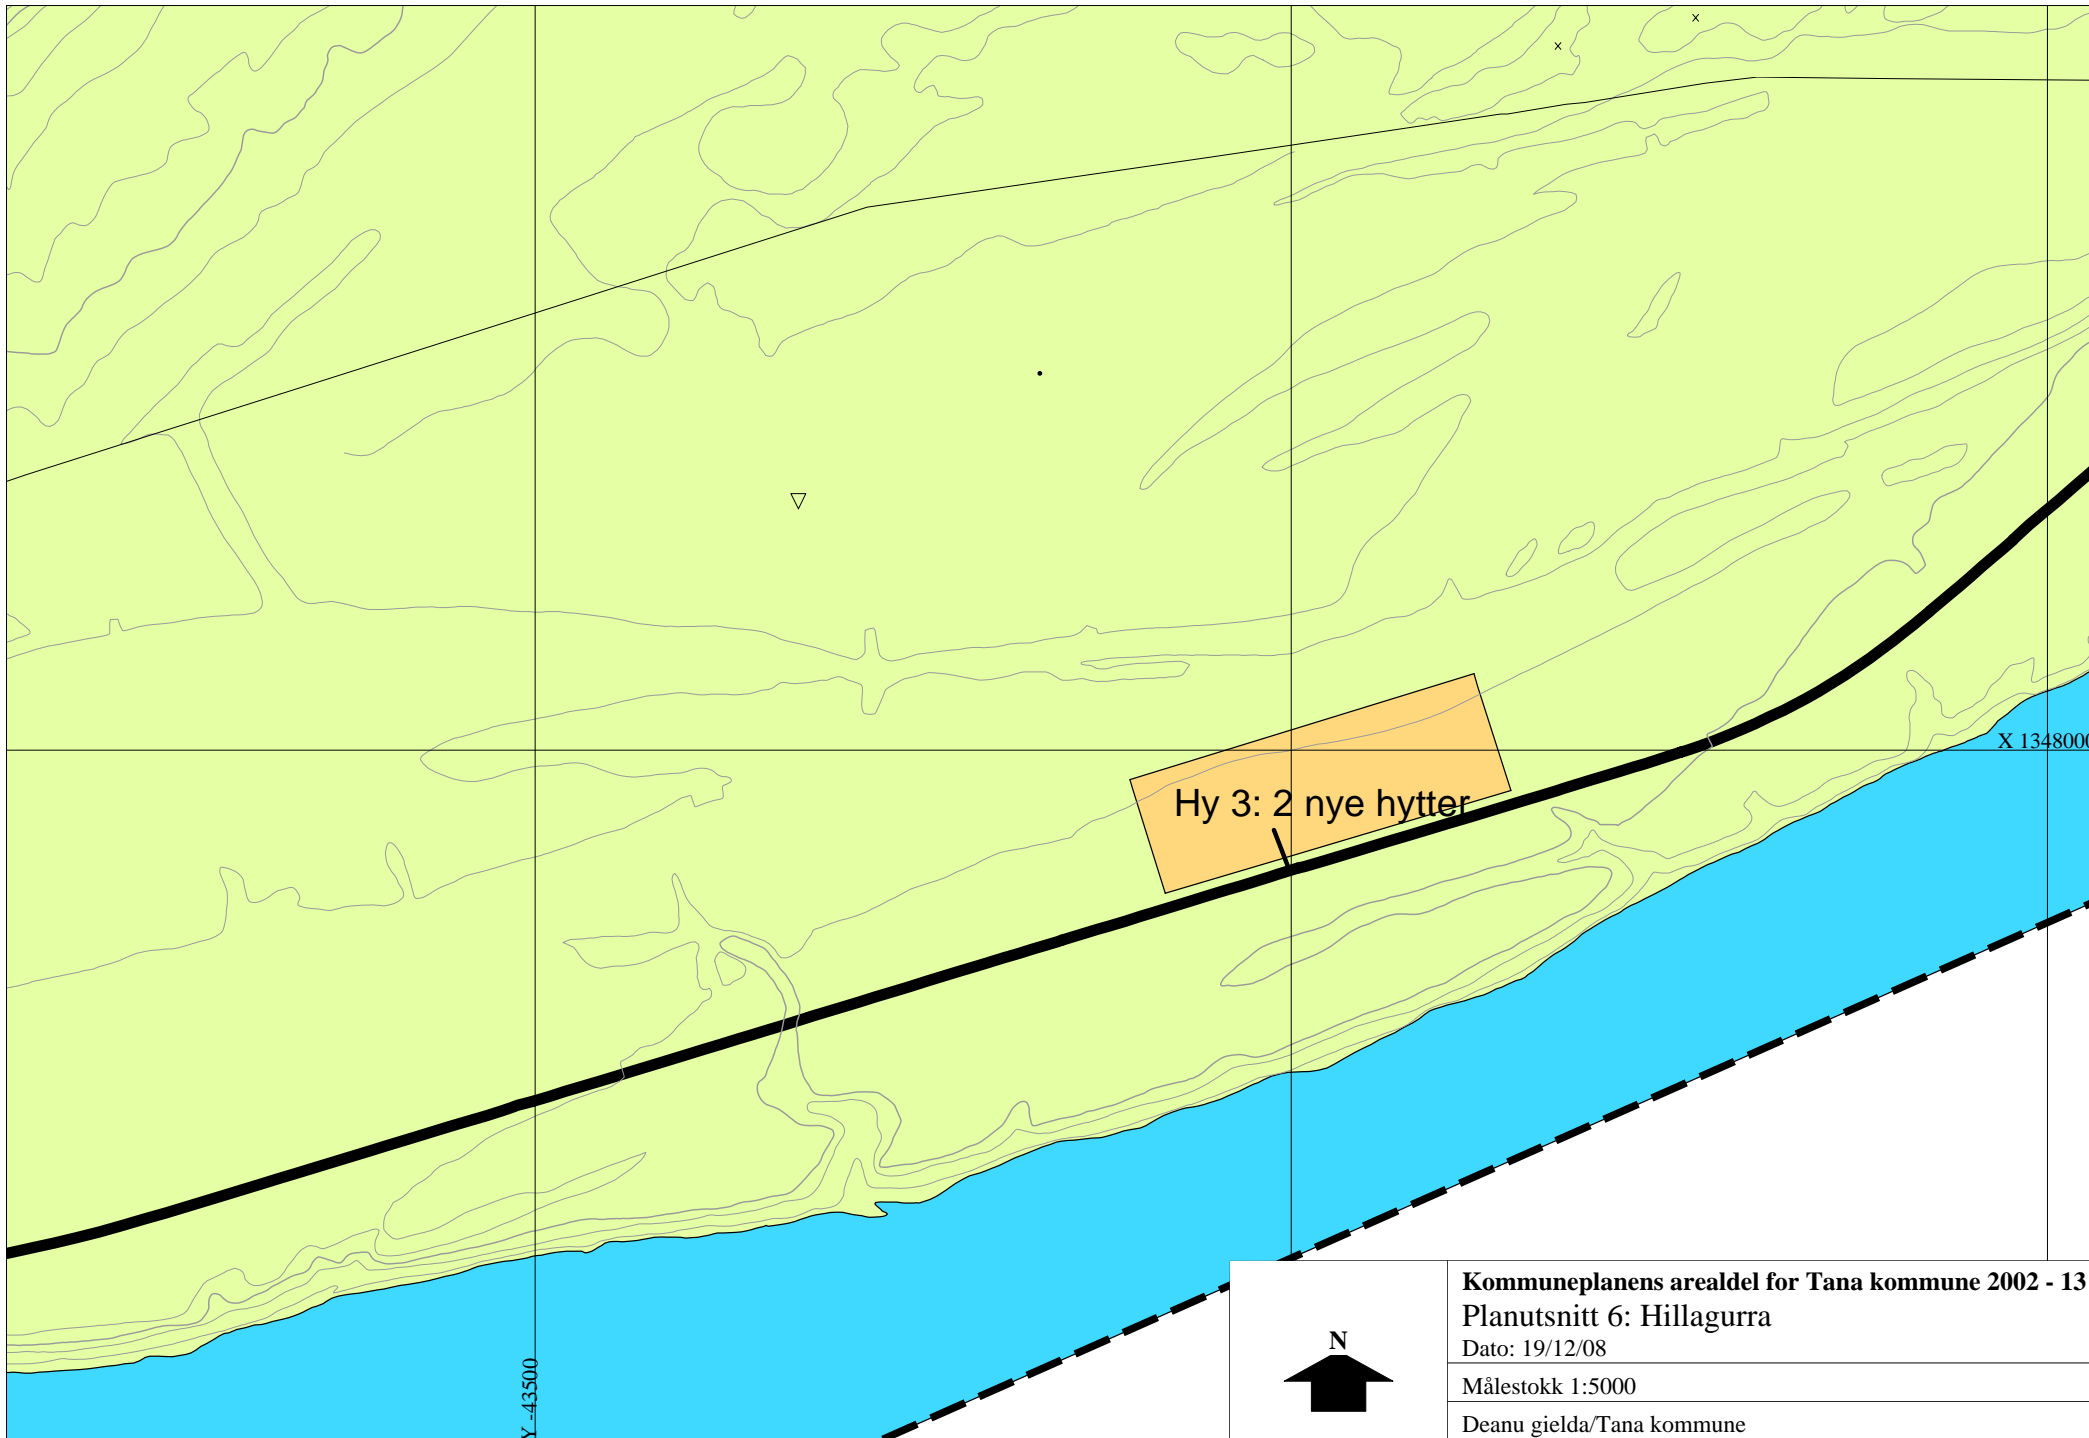 X 1348000
Hy 3: 2 nye hytter
Y -43500
N
Kommuneplanens arealdel for Tana kommune 2002 - 13
Planutsnitt 6: Hillagurra
Dato: 19/12/08
Målestokk 1:5000
Deanu gielda/Tana kommune